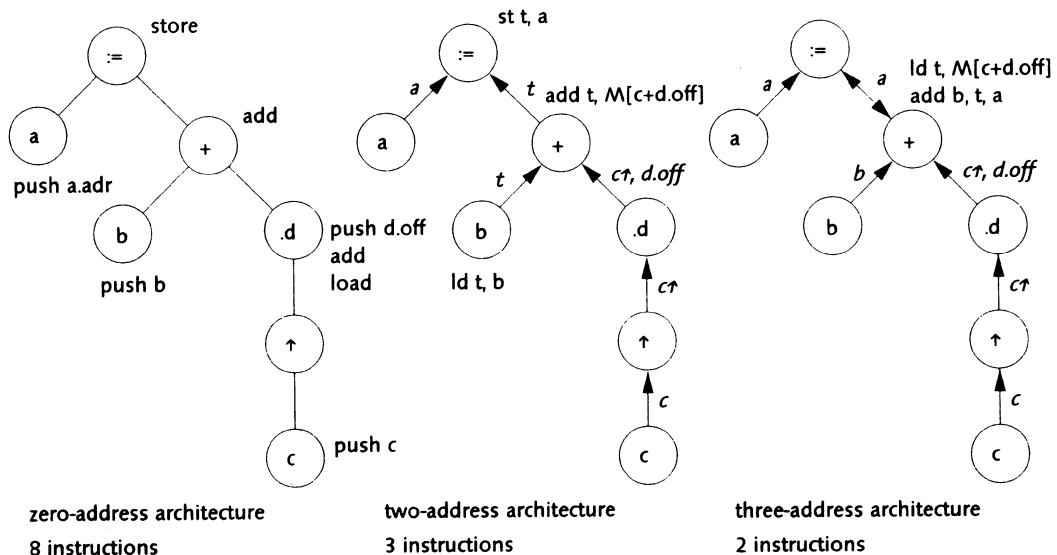 store
:=
a
push a.adr
add
+
b
push b
.d
push d.off
add
load
↑
c
push c
zero-address architecture
8 instructions
st t, a
:=
a
t
a
add t, M[c+d.off]
+
t
c↑, d.off
b
ld t, b
.d
c↑
↑
c
c
two-address architecture
3 instructions
:=
a
a
ld t, M[c+d.off]
add b, t, a
a
+
b
c↑, d.off
b
.d
c↑
↑
c
c
three-address architecture
2 instructions